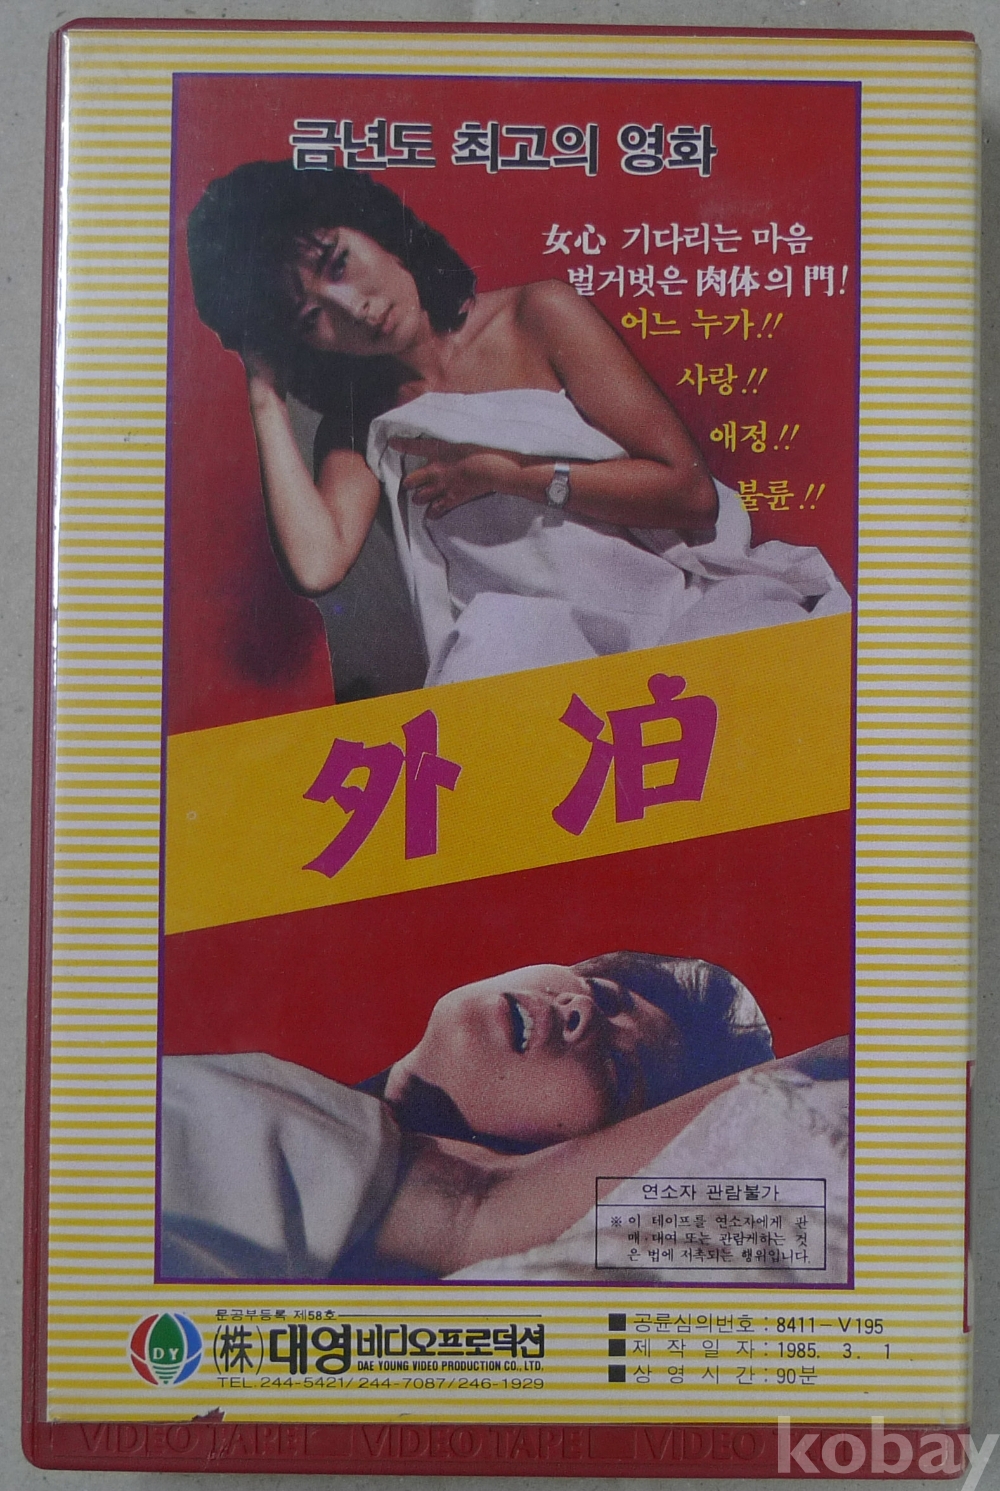 금년도 최고의 영화
女心 기다리는 마음
벌거벗은 肉体의 門!
어느 누가!!
사랑!!
애정!!
불륜!!
外泊
연소자 관람불가
※ 이 테이프를 연소자에게 판
매·대여 또는 관람케하는 것
은 법에 저촉되는 행위입니다.
문공부등록 제58호
DY
(株)대영비디오프로덕션
DAE YOUNG VIDEO PRODUCTION CO., LTD.
TEL. 244-5421/244-7087/246-1929
■ 공륜심의번호 : 8411-V195
■ 제작일자 : 1985. 3. 1
■ 상영시간 : 90분
VIDEO TAPE VIDEO TAPE VIDEO
kobay